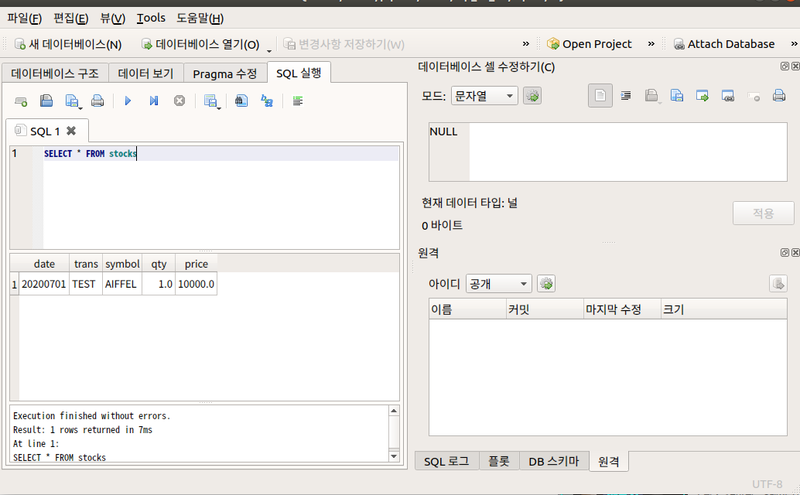 파일(F) 편집(E) 뷰(V) Tools 도움말(H)
새 데이터베이스(N) 데이터베이스 열기(O) 변경사항 저장하기(W) » Open Project » Attach Database »
데이터베이스 구조 데이터 보기 Pragma 수정 SQL 실행
SQL 1
1 SELECT * FROM stocks
date trans symbol qty price
1 20200701 TEST AIFFEL 1.0 10000.0
Execution finished without errors.
Result: 1 rows returned in 7ms
At line 1:
SELECT * FROM stocks
데이터베이스 셀 수정하기(C)
모드: 문자열
NULL
현재 데이터 타입: 널
0 바이트
적용
원격
아이디 공개
이름 커밋 마지막 수정 크기
SQL 로그 플롯 DB 스키마 원격
UTF-8